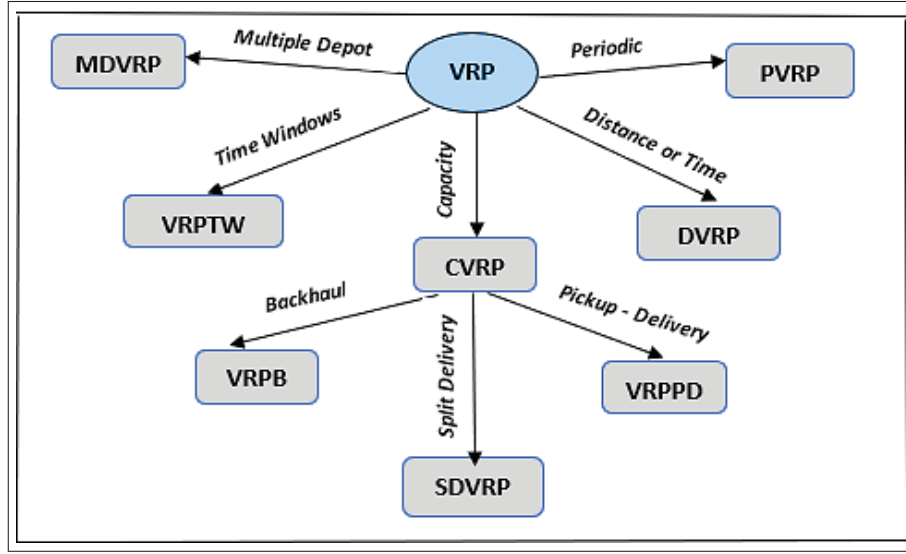 Multiple Depot
VRP
Periodic
MDVRP
PVRP
Time Windows
Capacity
Distance or Time
VRPTW
DVRP
CVRP
Backhaul
Split Delivery
Pickup - Delivery
VRPB
VRPPD
SDVRP